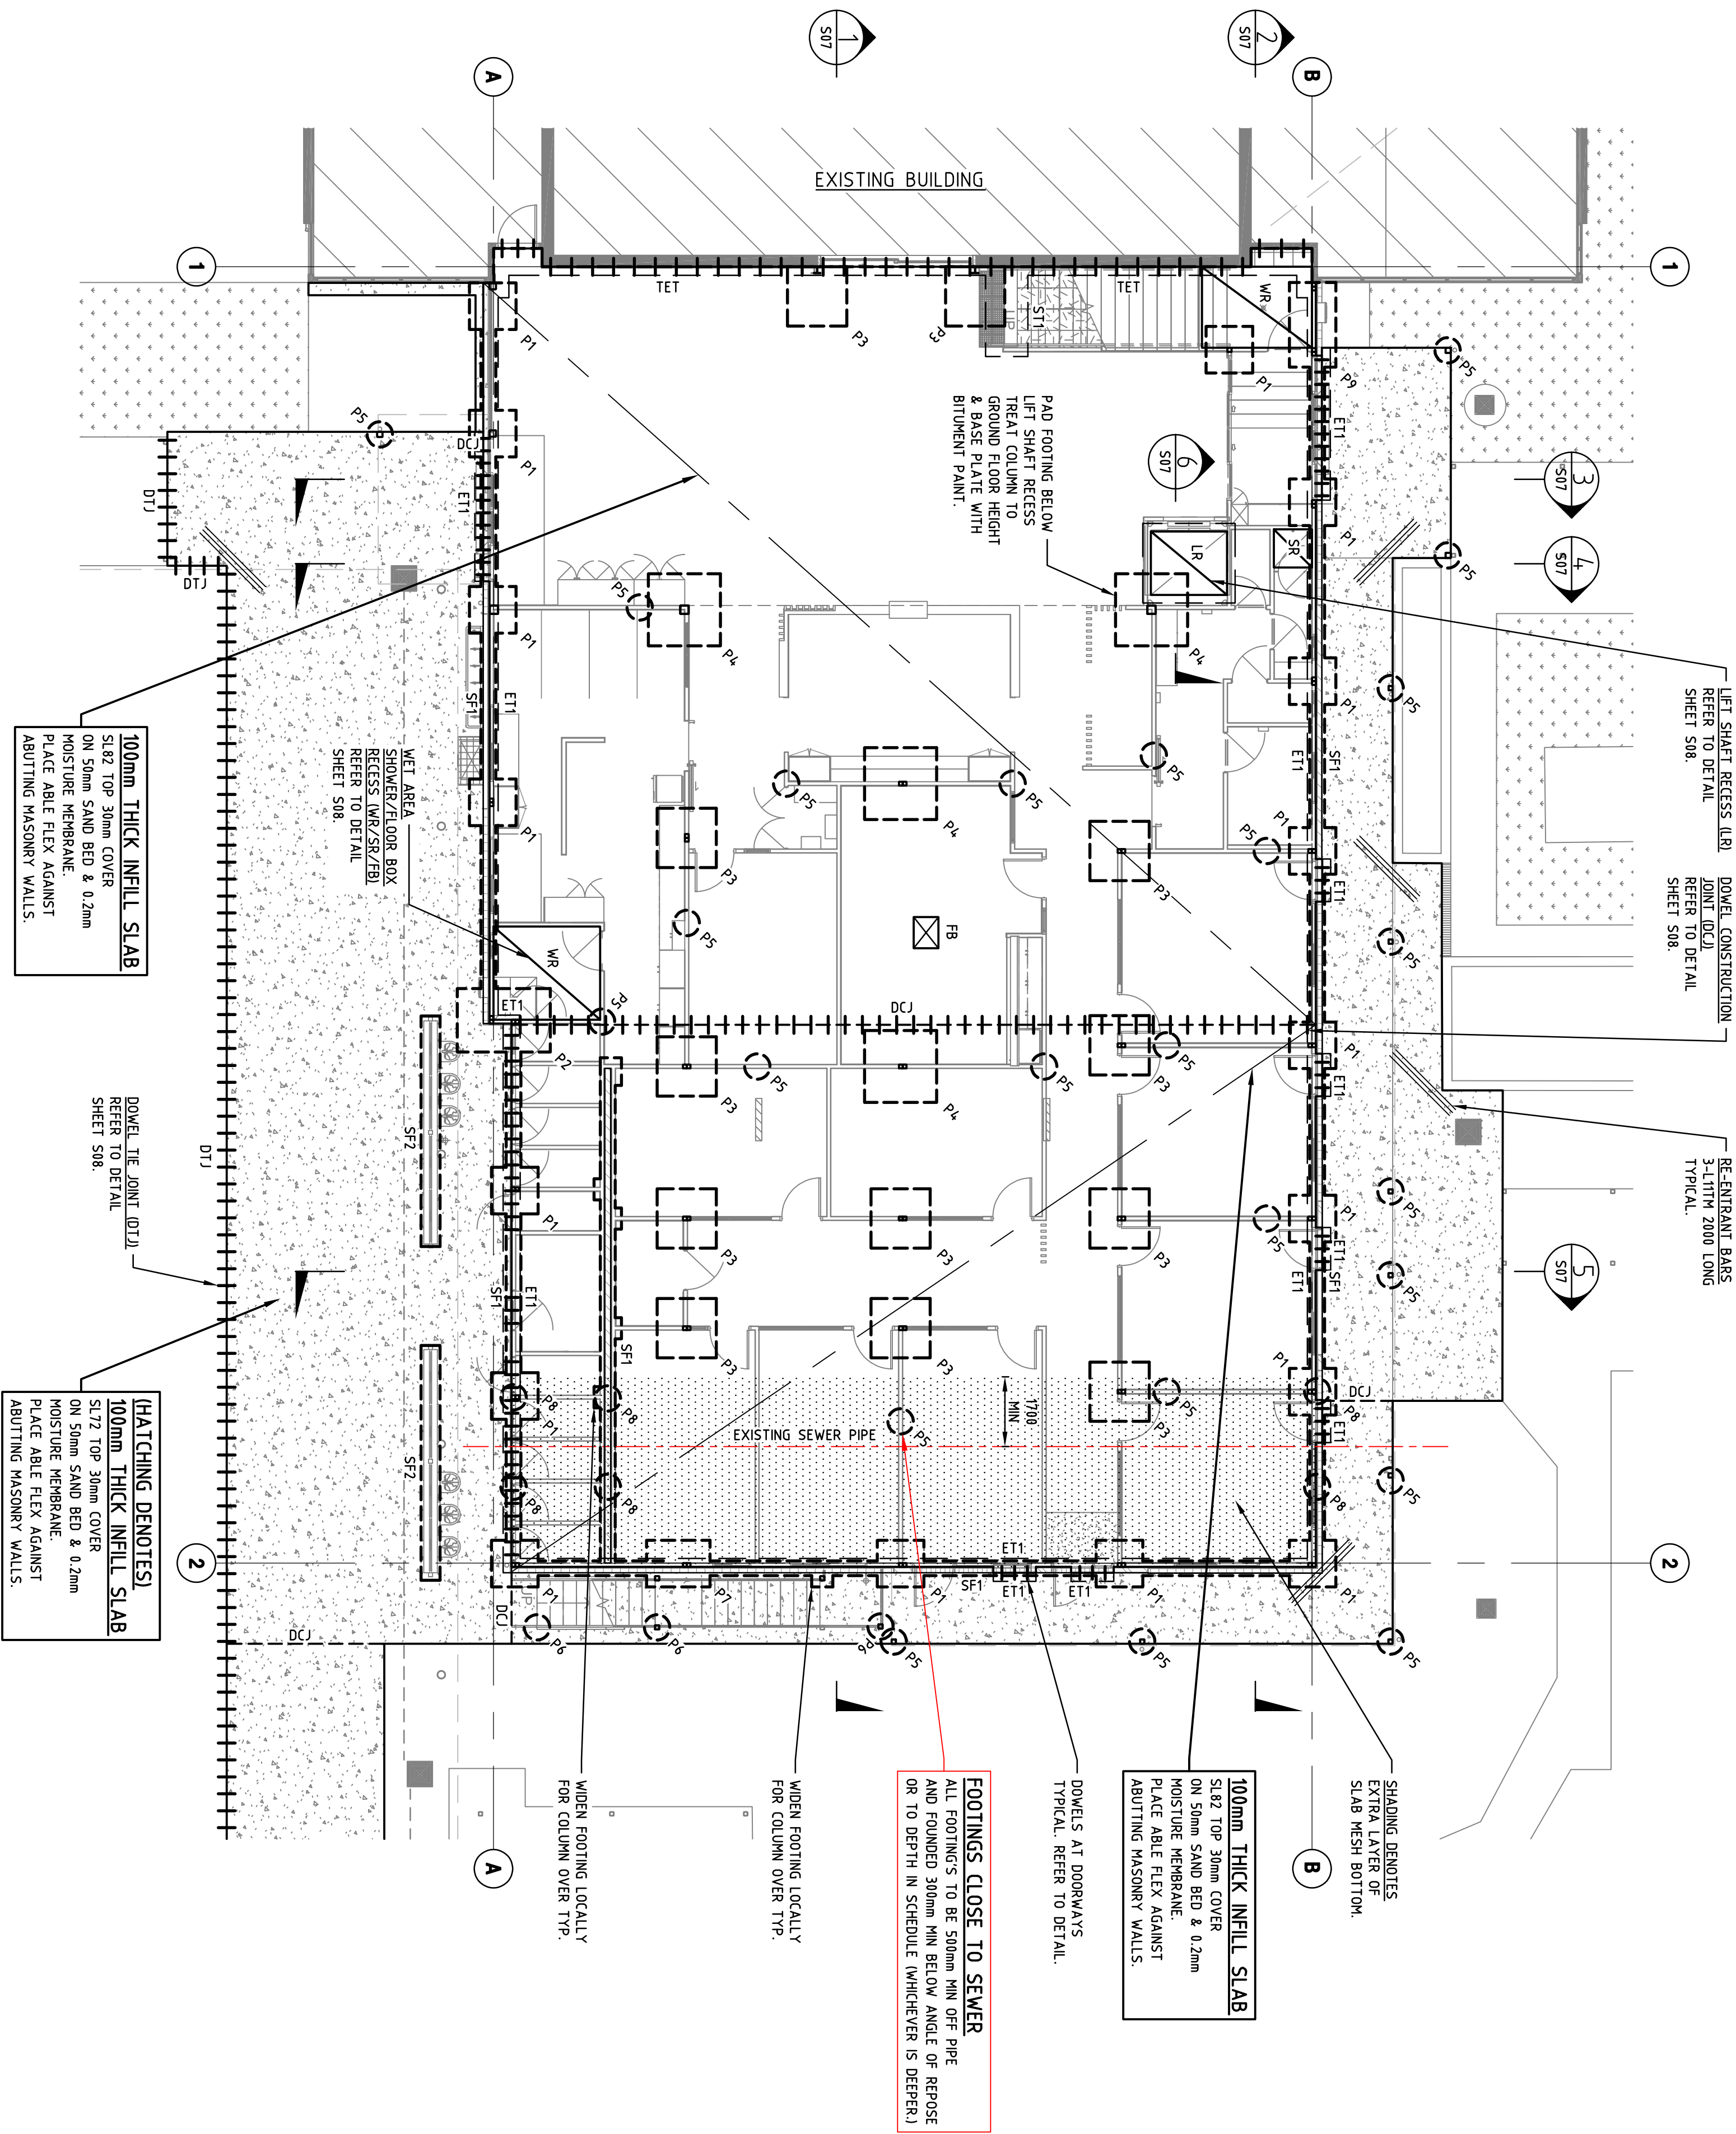 1
S07
2
S07
A
B
EXISTING BUILDING
1
1
TET
TET
WR
ST1
UP
P3
P3
P1
P1
P9
P5
ET1
3
S07
4
S07
P5
DCJ
P1
ET1
DTJ
DTJ
PAD FOOTING BELOW
LIFT SHAFT RECESS
TREAT COLUMN TO
GROUND FLOOR HEIGHT
& BASE PLATE WITH
BITUMENT PAINT.
6
S07
LR
SR
P1
P5
P5
P1
P4
P4
P1
P5
LIFT SHAFT RECESS (LR)
REFER TO DETAIL
SHEET S08.
SF1
ET1
ET1
SF1
P5
P5
P5
P1
P4
P3
P3
P1
P5
ET1
DOWEL CONSTRUCTION
JOINT (DCJ)
REFER TO DETAIL
SHEET S08.
WET AREA
SHOWER/FLOOR BOX
RECESS (WR/SR/FB)
REFER TO DETAIL
SHEET S08.
100mm THICK INFILL SLAB
SL82 TOP 30mm COVER
ON 50mm SAND BED & 0.2mm
MOISTURE MEMBRANE.
PLACE ABLE FLEX AGAINST
ABUTTING MASONRY WALLS.
WR
P5
FB
P5
ET1
P5
DCJ
P2
P3
P5
P4
P5
P3
P5
P1
ET1
RE-ENTRANT BARS
3-L11TM 2000 LONG
TYPICAL.
SF2
DTJ
DOWEL TIE JOINT (DTJ)
REFER TO DETAIL
SHEET S08.
P1
P3
P3
P3
P5
P1
ET1
SF1
ET1
P5
P5
5
S07
SF1
ET1
SF1
P3
P3
P1
P8
P8
P1
P5
1700
MIN
P5
P3
P8
DCJ
ET1
EXISTING SEWER PIPE
SF2
P8
P8
P8
P5
2
2
P1
P7
P1
SF1
ET1
ET1
ET1
P1
P1
UP
DCJ
DCJ
P6
P6
P6
P5
P5
P5
(HATCHING DENOTES)
100mm THICK INFILL SLAB
SL72 TOP 30mm COVER
ON 50mm SAND BED & 0.2mm
MOISTURE MEMBRANE.
PLACE ABLE FLEX AGAINST
ABUTTING MASONRY WALLS.
WIDEN FOOTING LOCALLY
FOR COLUMN OVER TYP.
WIDEN FOOTING LOCALLY
FOR COLUMN OVER TYP.
FOOTINGS CLOSE TO SEWER
ALL FOOTING'S TO BE 500mm MIN OFF PIPE
AND FOUNDED 300mm MIN BELOW ANGLE OF REPOSE
OR TO DEPTH IN SCHEDULE (WHICHEVER IS DEEPER.)
DOWELS AT DOORWAYS
TYPICAL. REFER TO DETAIL.
100mm THICK INFILL SLAB
SL82 TOP 30mm COVER
ON 50mm SAND BED & 0.2mm
MOISTURE MEMBRANE.
PLACE ABLE FLEX AGAINST
ABUTTING MASONRY WALLS.
SHADING DENOTES
EXTRA LAYER OF
SLAB MESH BOTTOM.
A
B